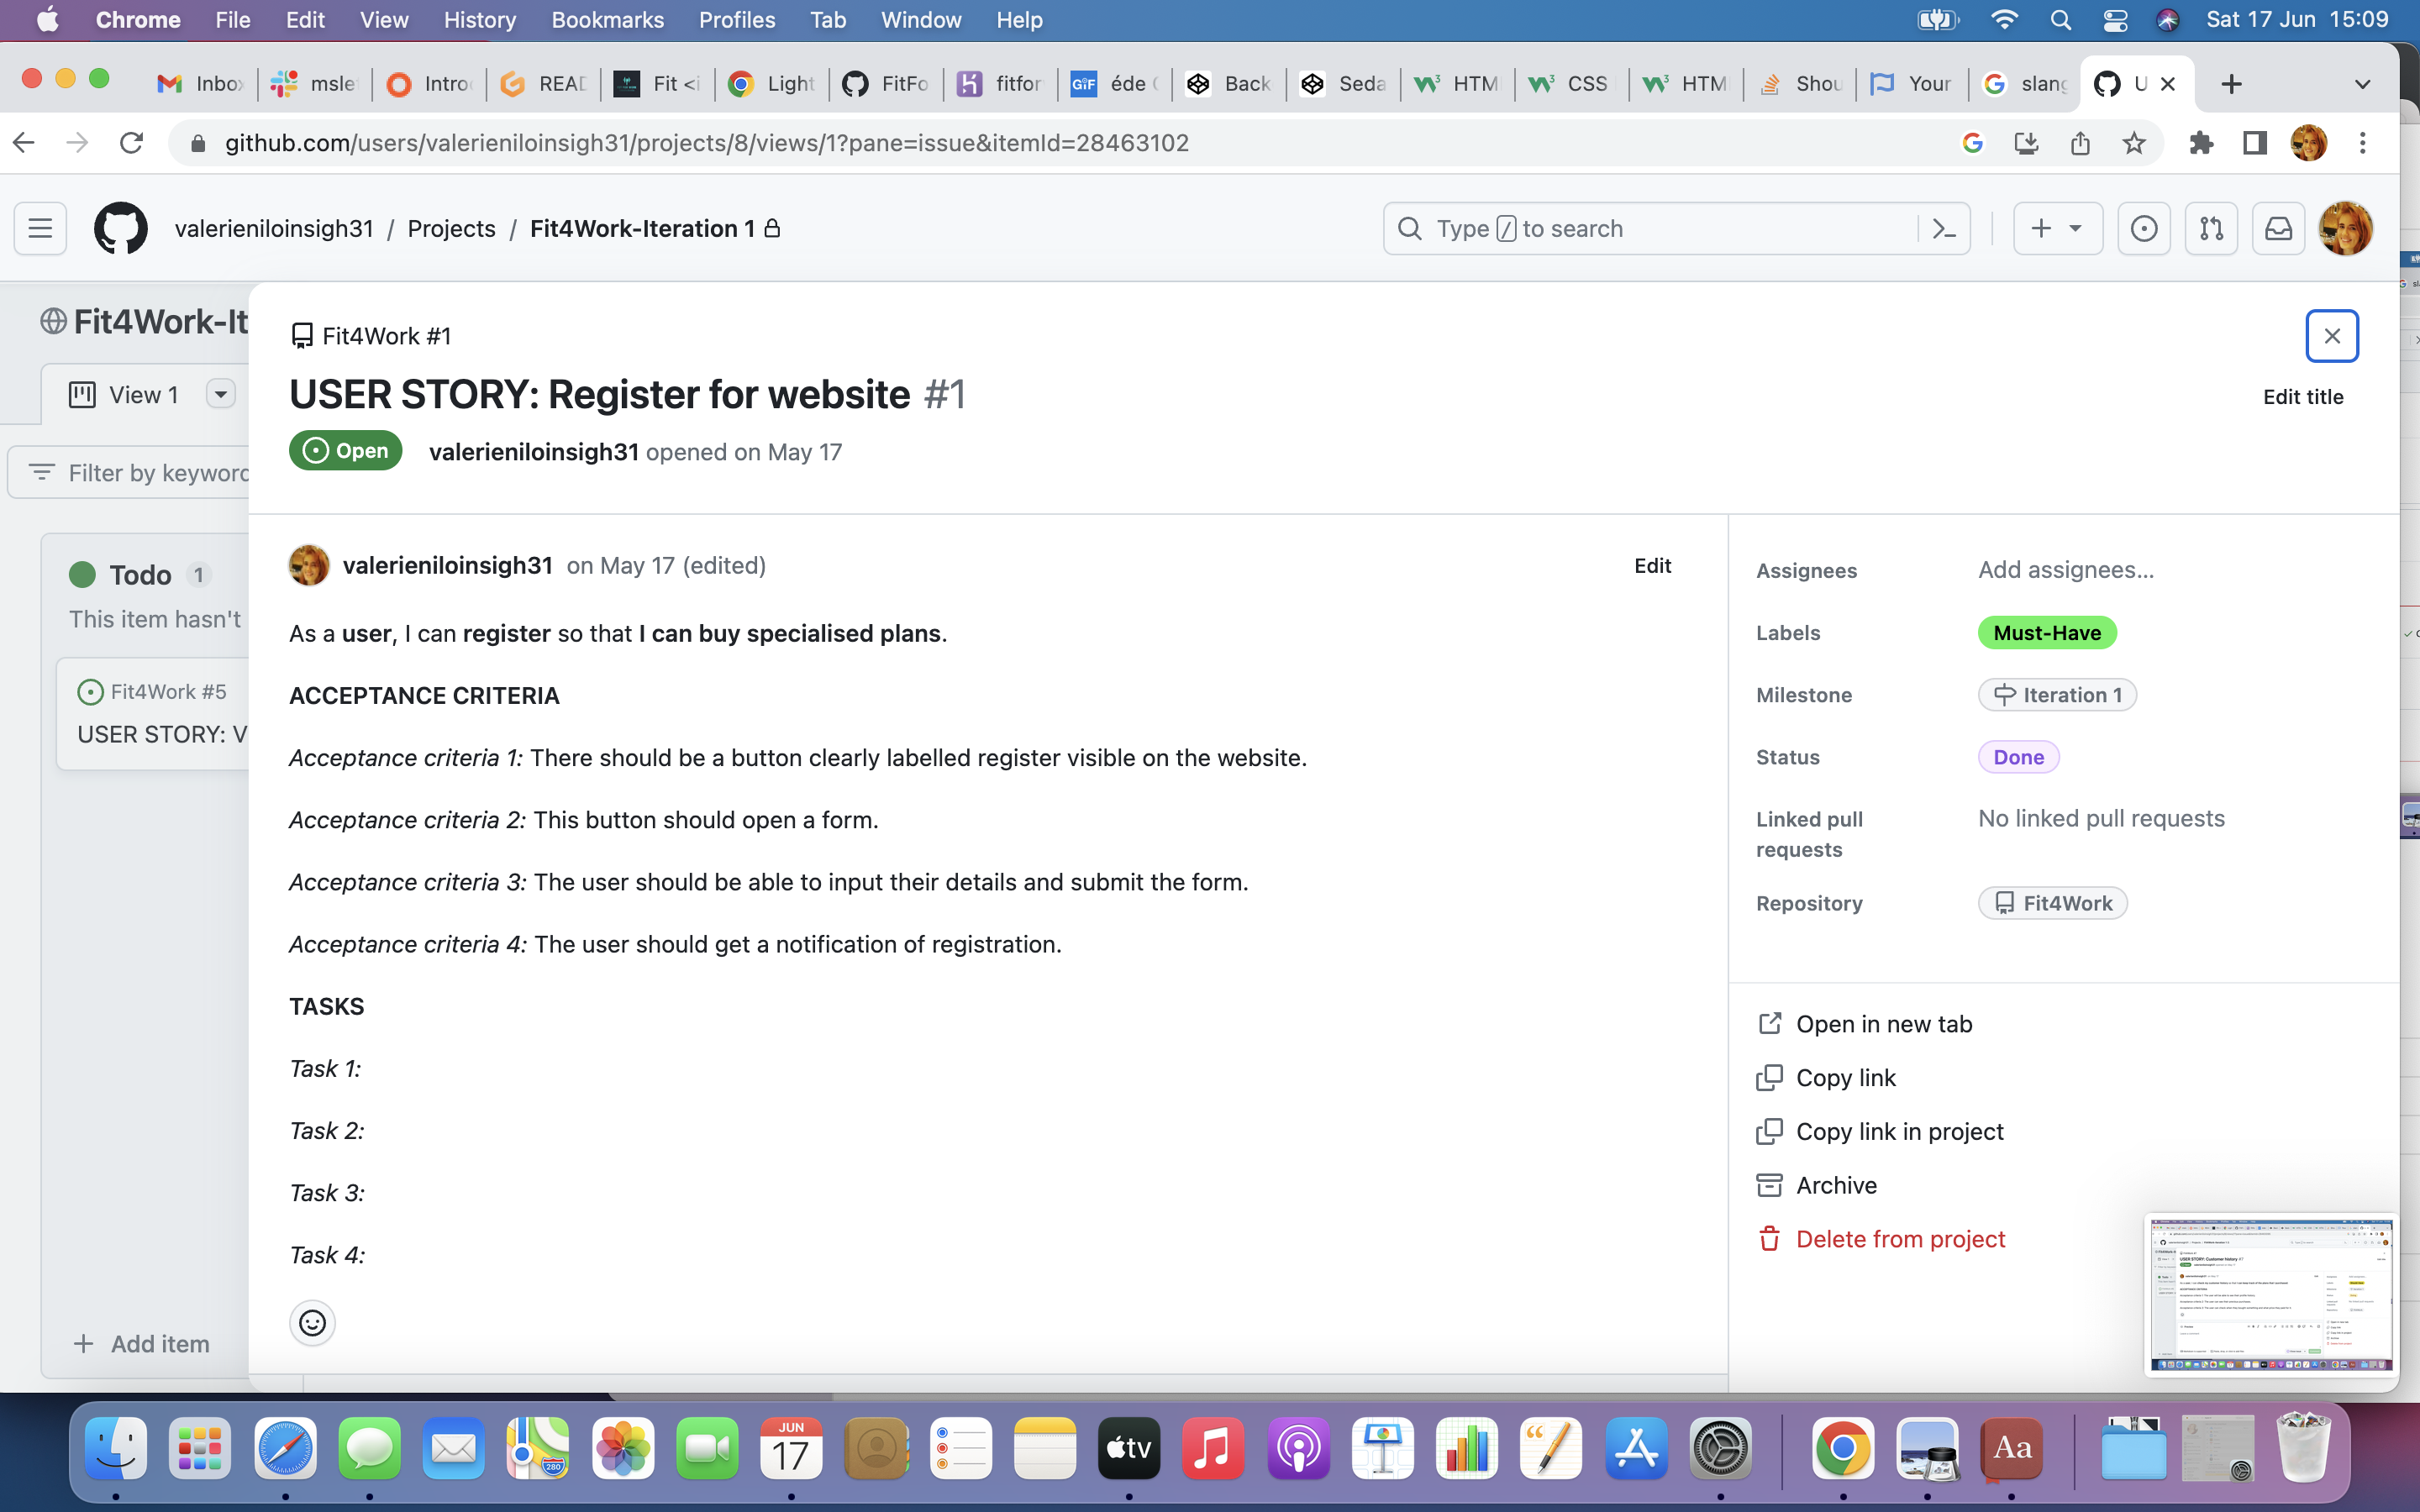 Chrome File Edit View History Bookmarks Profiles Tab Window Help Sat 17 Jun 15:09
Inbox msle Intro READ Fit <i Light FitFo fitfor GIF éde Back Seda HTM CSS HTM Shou Your slang U
github.com/users/valerieniloinsigh31/projects/8/views/1?pane=issue&itemId=28463102
valerieniloinsigh31 / Projects / Fit4Work-Iteration 1 Type / to search
Fit4Work-It
View 1
Filter by keyword
Todo 1
This item hasn't
Fit4Work #5
USER STORY: V
Add item
Fit4Work #1
USER STORY: Register for website #1
Edit title
Open valerieniloinsigh31 opened on May 17
valerieniloinsigh31 on May 17 (edited) Edit
As a user, I can register so that I can buy specialised plans.
ACCEPTANCE CRITERIA
Acceptance criteria 1: There should be a button clearly labelled register visible on the website.
Acceptance criteria 2: This button should open a form.
Acceptance criteria 3: The user should be able to input their details and submit the form.
Acceptance criteria 4: The user should get a notification of registration.
TASKS
Task 1:
Task 2:
Task 3:
Task 4:
Assignees Add assignees...
Labels Must-Have
Milestone Iteration 1
Status Done
Linked pull requests No linked pull requests
Repository Fit4Work
Open in new tab
Copy link
Copy link in project
Archive
Delete from project
USER STORY: Customer history #7
JUN
17
280
tv
Aa